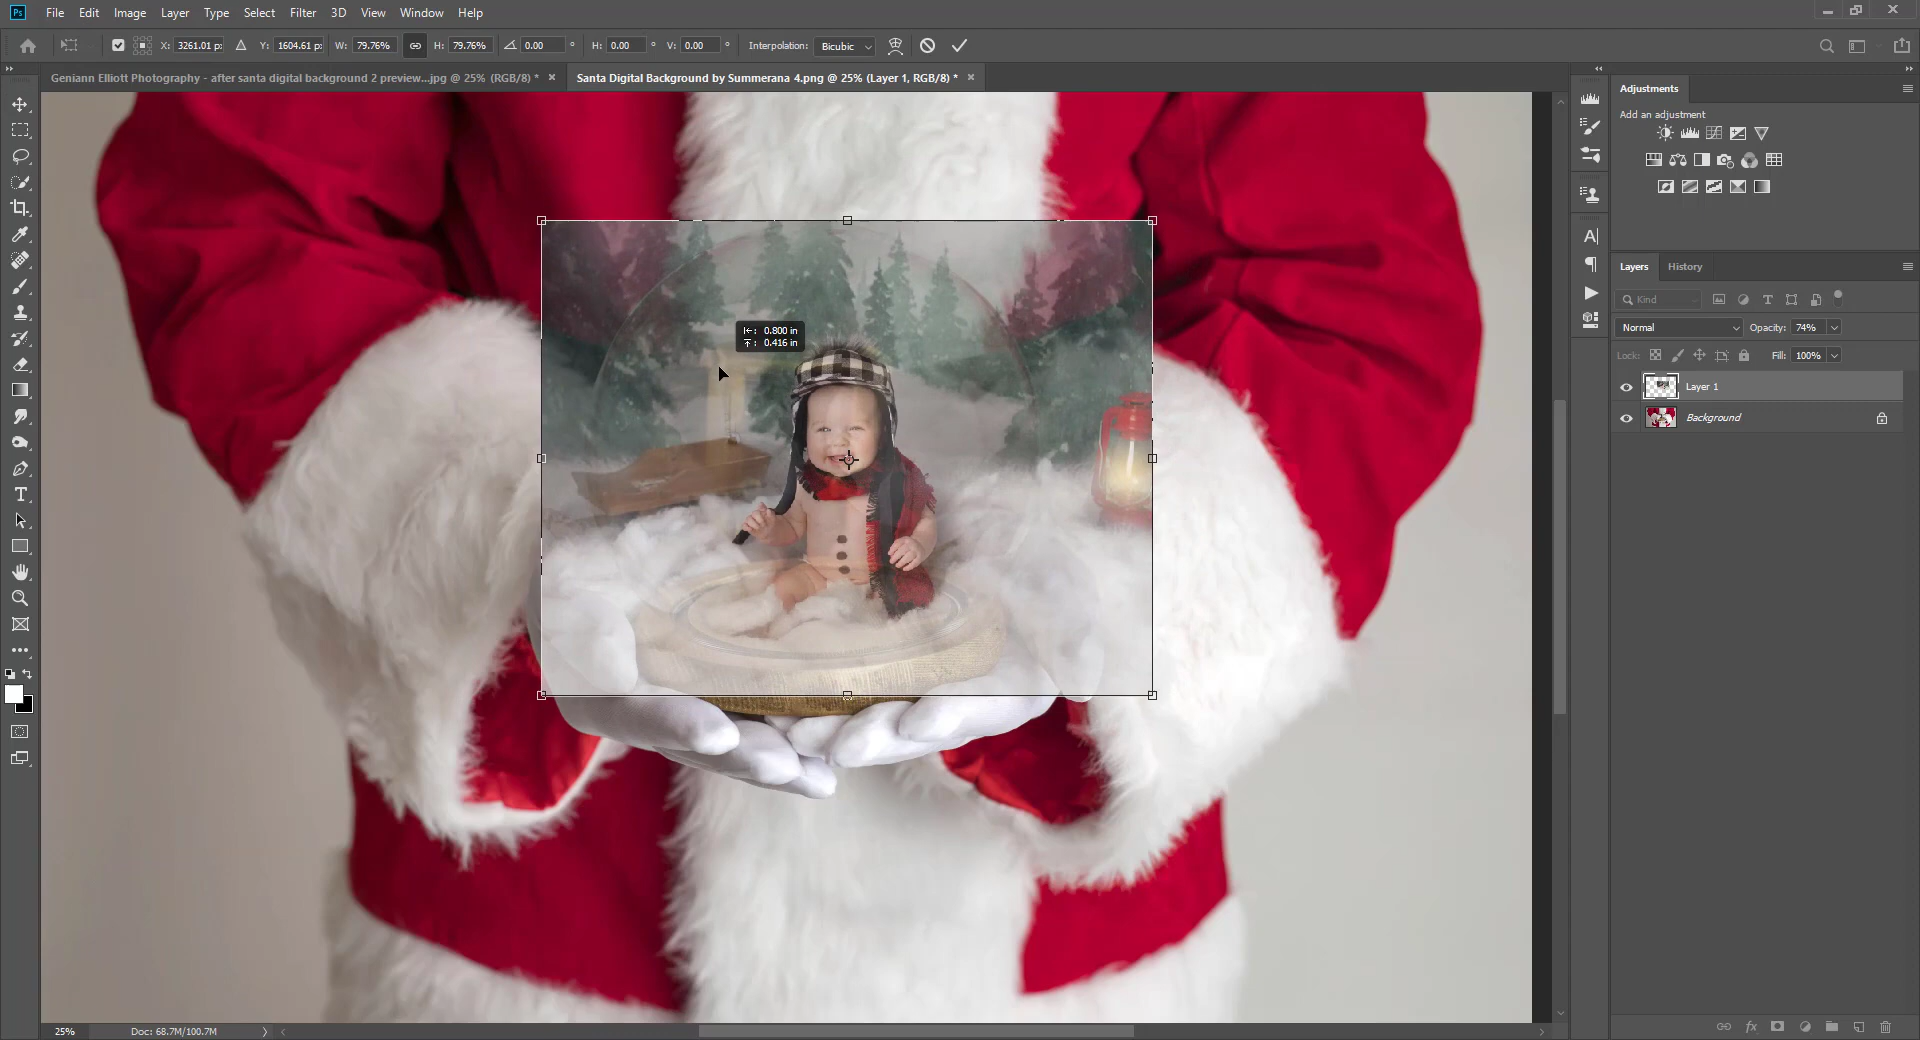 Ps File Edit Image Layer Type Select Filter 3D View Window Help
X: 3261.01 px Y: 1604.61 px W: 79.76% H: 79.76% 0.00 ° H: 0.00 ° V: 0.00 ° Interpolation: Bicubic
Geniann Elliott Photography - after santa digital background 2 preview...jpg @ 25% (RGB/8) * ×
Santa Digital Background by Summerana 4.png @ 25% (Layer 1, RGB/8) * ×
Adjustments
Add an adjustment
Layers History
Kind
Normal Opacity: 74%
Lock: Fill: 100%
Layer 1
Background
0.800 in
0.416 in
25% Doc: 68.7M/100.7M